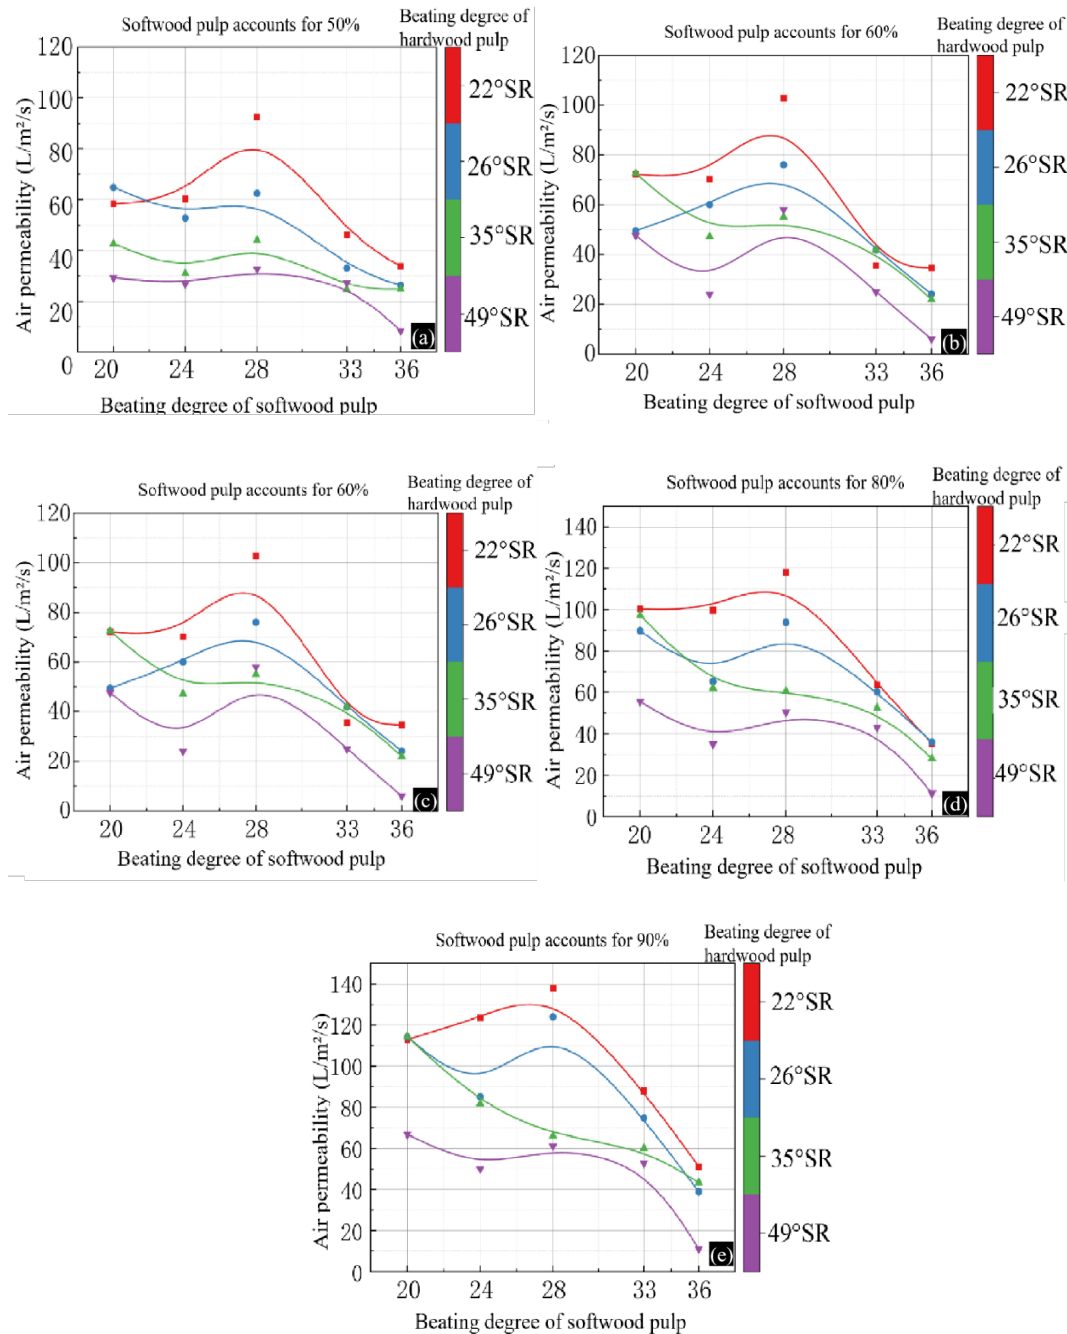 Softwood pulp accounts for 50%
Beating degree of
hardwood pulp
120
100
80
60
40
20
0
20
24
28
33
36
Air permeability (L/m²/s)
Beating degree of softwood pulp
22°SR
26°SR
35°SR
49°SR
(a)
Softwood pulp accounts for 60%
Beating degree of
hardwood pulp
120
100
80
60
40
20
0
20
24
28
33
36
Air permeability (L/m²/s)
Beating degree of softwood pulp
22°SR
26°SR
35°SR
49°SR
(b)
Softwood pulp accounts for 60%
Beating degree of
hardwood pulp
120
100
80
60
40
20
0
20
24
28
33
36
Air permeability (L/m²/s)
Beating degree of softwood pulp
22°SR
26°SR
35°SR
49°SR
(c)
Softwood pulp accounts for 80%
Beating degree of
hardwood pulp
140
120
100
80
60
40
20
0
20
24
28
33
36
Air permeability (L/m²/s)
Beating degree of softwood pulp
22°SR
26°SR
35°SR
49°SR
(d)
Softwood pulp accounts for 90%
Beating degree of
hardwood pulp
140
120
100
80
60
40
20
0
20
24
28
33
36
Air permeability (L/m²/s)
Beating degree of softwood pulp
22°SR
26°SR
35°SR
49°SR
(e)